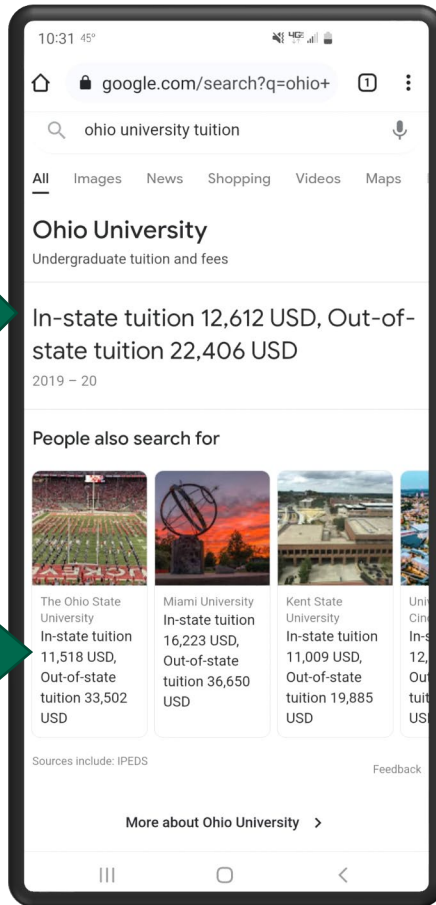 10:31 45°
google.com/search?q=ohio+ 1
ohio university tuition
All Images News Shopping Videos Maps
Ohio University
Undergraduate tuition and fees
In-state tuition 12,612 USD, Out-of-
state tuition 22,406 USD
2019 – 20
People also search for
The Ohio State
University
In-state tuition
11,518 USD,
Out-of-state
tuition 33,502
USD
Miami University
In-state tuition
16,223 USD,
Out-of-state
tuition 36,650
USD
Kent State
University
In-state tuition
11,009 USD,
Out-of-state
tuition 19,885
USD
Sources include: IPEDS
Feedback
More about Ohio University >